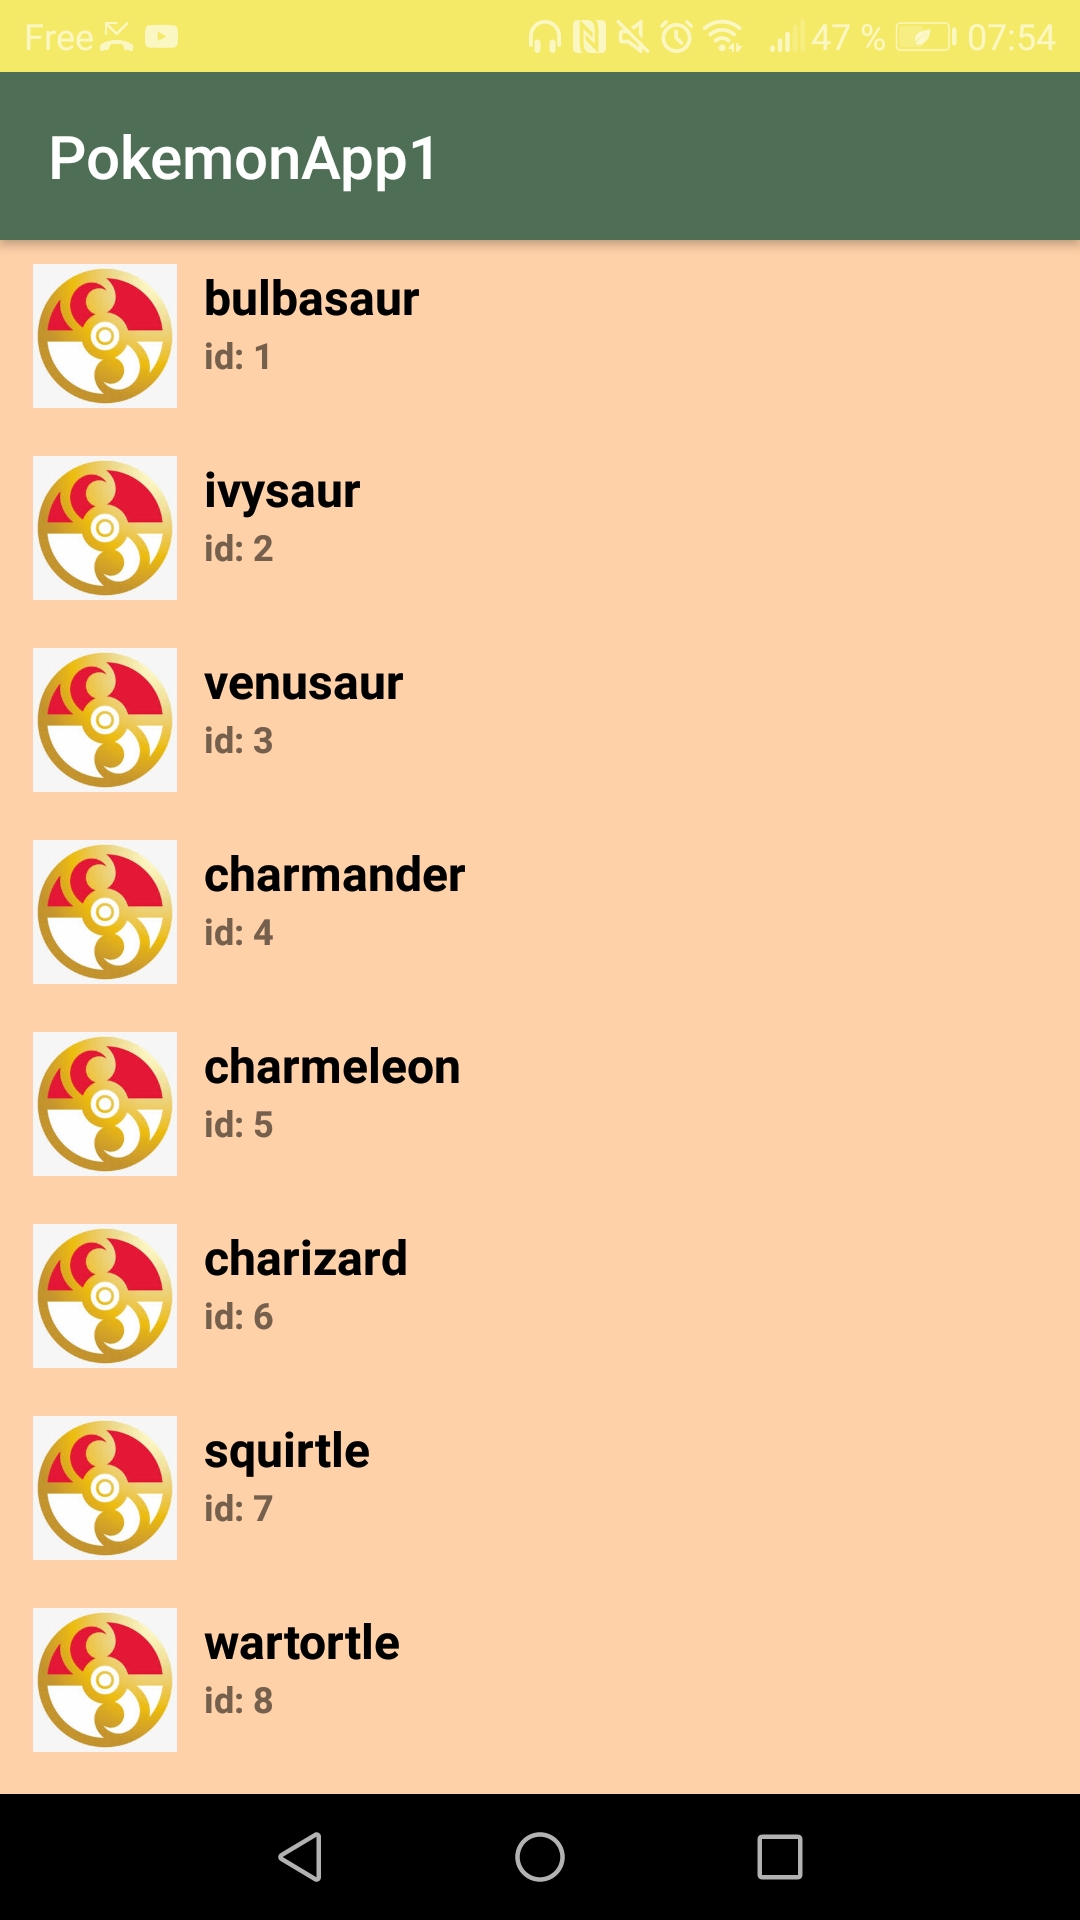 Free 47 % 07:54
PokemonApp1
bulbasaur
id: 1
ivysaur
id: 2
venusaur
id: 3
charmander
id: 4
charmeleon
id: 5
charizard
id: 6
squirtle
id: 7
wartortle
id: 8